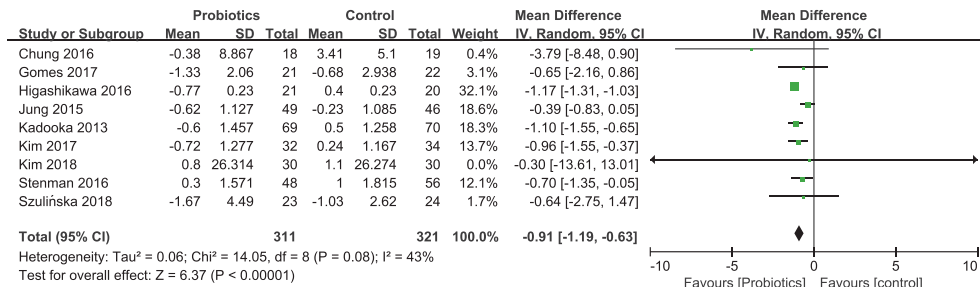 Probiotics Control Mean Difference Mean Difference
Study or Subgroup Mean SD Total Mean SD Total Weight IV, Random, 95% CI IV, Random, 95% CI
Chung 2016 -0.38 8.867 18 3.41 5.1 19 0.4% -3.79 [-8.48, 0.90]
Gomes 2017 -1.33 2.06 21 -0.68 2.938 22 3.1% -0.65 [-2.16, 0.86]
Higashikawa 2016 -0.77 0.23 21 0.4 0.23 20 32.1% -1.17 [-1.31, -1.03]
Jung 2015 -0.62 1.127 49 -0.23 1.085 46 18.6% -0.39 [-0.83, 0.05]
Kadooka 2013 -0.6 1.457 69 0.5 1.258 70 18.3% -1.10 [-1.55, -0.65]
Kim 2017 -0.72 1.277 32 0.24 1.167 34 13.7% -0.96 [-1.55, -0.37]
Kim 2018 0.8 26.314 30 1.1 26.274 30 0.0% -0.30 [-13.61, 13.01]
Stenman 2016 0.3 1.571 48 1 1.815 56 12.1% -0.70 [-1.35, -0.05]
Szulińska 2018 -1.67 4.49 23 -1.03 2.62 24 1.7% -0.64 [-2.75, 1.47]
Total (95% CI) 311 321 100.0% -0.91 [-1.19, -0.63]
Heterogeneity: Tau² = 0.06; Chi² = 14.05, df = 8 (P = 0.08); I² = 43%
Test for overall effect: Z = 6.37 (P < 0.00001)
-10 -5 0 5 10
Favours [Probiotics] Favours [control]